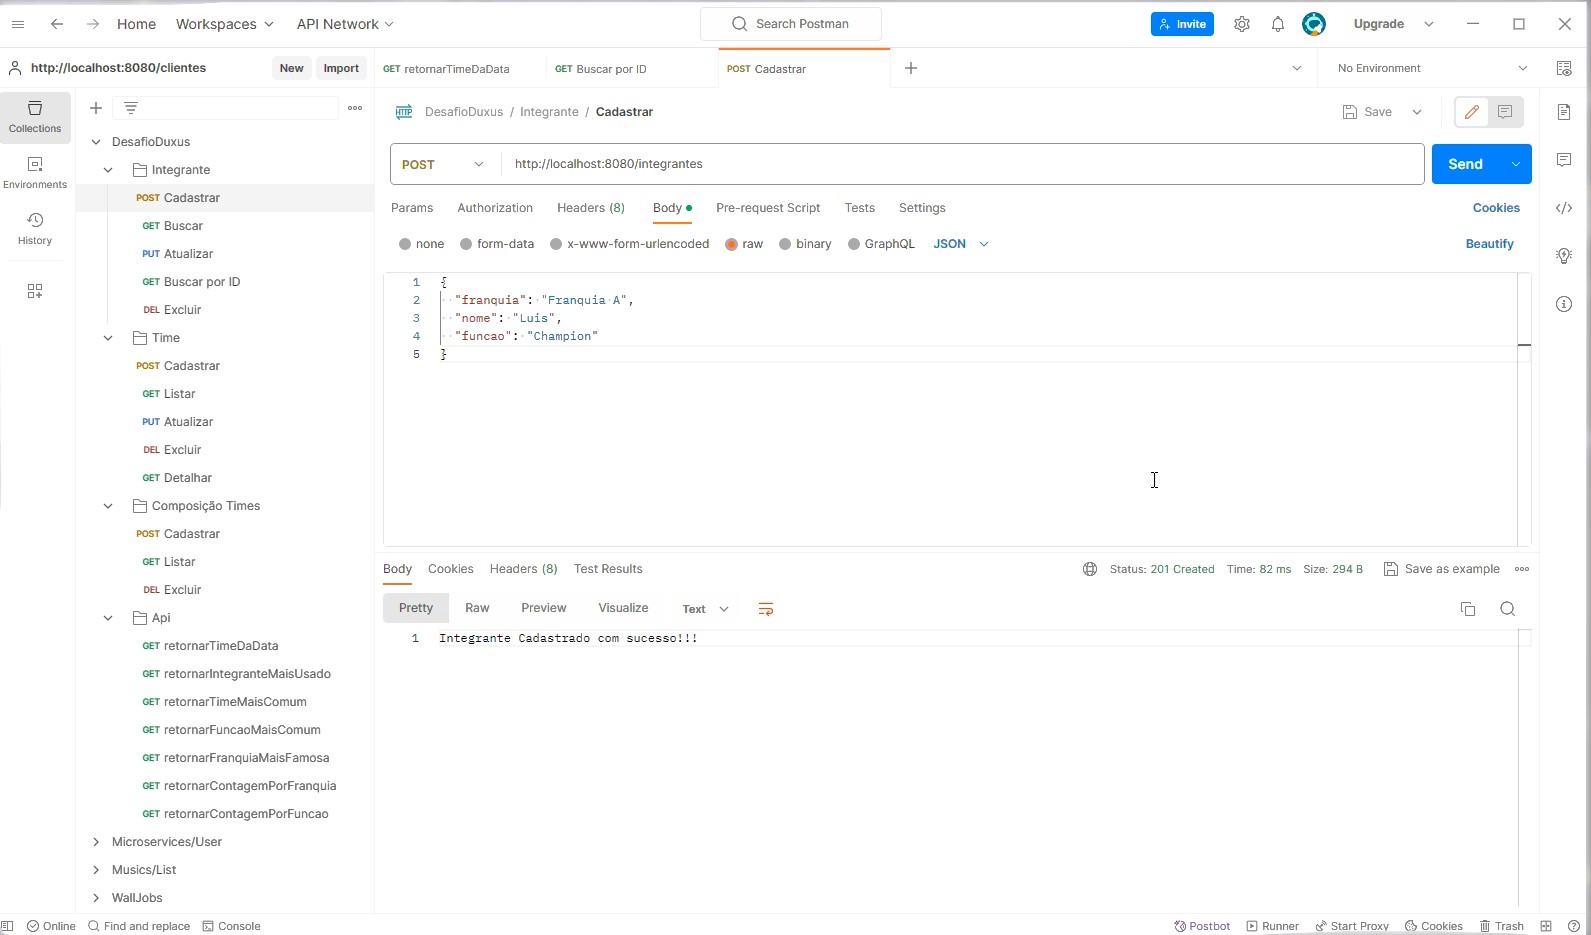 Home Workspaces API Network Search Postman Invite Upgrade
http://localhost:8080/clientes New Import GET retornarTimeDaData GET Buscar por ID POST Cadastrar No Environment
Collections
Environments
History
DesafioDuxus
Integrante
POST Cadastrar
GET Buscar
PUT Atualizar
GET Buscar por ID
DEL Excluir
Time
POST Cadastrar
GET Listar
PUT Atualizar
DEL Excluir
GET Detalhar
Composição Times
POST Cadastrar
GET Listar
DEL Excluir
Api
GET retornarTimeDaData
GET retornarIntegranteMaisUsado
GET retornarTimeMaisComum
GET retornarFuncaoMaisComum
GET retornarFranquiaMaisFamosa
GET retornarContagemPorFranquia
GET retornarContagemPorFuncao
Microservices/User
Musics/List
WallJobs
HTTP DesafioDuxus / Integrante / Cadastrar Save
POST http://localhost:8080/integrantes Send
Params Authorization Headers (8) Body Pre-request Script Tests Settings Cookies
none form-data x-www-form-urlencoded raw binary GraphQL JSON Beautify
1 {
2 "franquia": "Franquia A",
3 "nome": "Luis",
4 "funcao": "Champion"
5 }
Body Cookies Headers (8) Test Results Status: 201 Created Time: 82 ms Size: 294 B Save as example
Pretty Raw Preview Visualize Text
1 Integrante Cadastrado com sucesso!!!
Online Find and replace Console Postbot Runner Start Proxy Cookies Trash